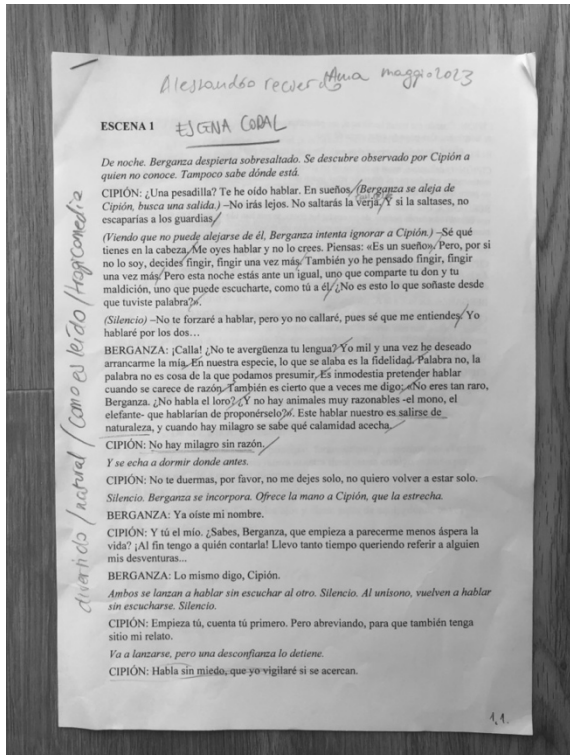 Alessandro recuerdo Ana maggio 2023
ESCENA 1 ESCENA CORAL
De noche. Berganza despierta sobresaltado. Se descubre observado por Cipión a
quien no conoce. Tampoco sabe dónde está.
CIPIÓN: ¿Una pesadilla? Te he oído hablar. En sueños. (Berganza se aleja de
Cipión, busca una salida.) –No irás lejos. No saltarás la verja. Y si la saltases, no
escaparías a los guardias.
(Viendo que no puede alejarse de él, Berganza intenta ignorar a Cipión.) –Sé qué
tienes en la cabeza. Me oyes hablar y no lo crees. Piensas: «Es un sueño». Pero, por si
no lo soy, decides fingir, fingir una vez más. También yo he pensado fingir, fingir
una vez más. Pero esta noche estás ante un igual, uno que comparte tu don y tu
maldición, uno que puede escucharte, como tú a él. ¿No es esto lo que soñaste desde
que tuviste palabra?».
(Silencio) –No te forzaré a hablar, pero yo no callaré, pues sé que me entiendes. Yo
hablaré por los dos…
BERGANZA: ¡Calla! ¿No te avergüenza tu lengua? Yo mil y una vez he deseado
arrancarme la mía. En nuestra especie, lo que se alaba es la fidelidad. Palabra no, la
palabra no es cosa de la que podamos presumir. Es inmodestia pretender hablar
cuando se carece de razón. También es cierto que a veces me digo: «No eres tan raro,
Berganza. ¿No habla el loro? ¿Y no hay animales muy razonables -el mono, el
elefante- que hablarían de proponérselo?». Este hablar nuestro es salirse de
naturaleza, y cuando hay milagro se sabe qué calamidad acecha.
CIPIÓN: No hay milagro sin razón.
Y se echa a dormir donde antes.
CIPIÓN: No te duermas, por favor, no me dejes solo, no quiero volver a estar solo.
Silencio. Berganza se incorpora. Ofrece la mano a Cipión, que la estrecha.
BERGANZA: Ya oíste mi nombre.
CIPIÓN: Y tú el mío. ¿Sabes, Berganza, que empieza a parecerme menos áspera la
vida? ¡Al fin tengo a quién contarla! Llevo tanto tiempo queriendo referir a alguien
mis desventuras...
BERGANZA: Lo mismo digo, Cipión.
Ambos se lanzan a hablar sin escuchar al otro. Silencio. Al unísono, vuelven a hablar
sin escucharse. Silencio.
CIPIÓN: Empieza tú, cuenta tú primero. Pero abreviando, para que también tenga
sitio mi relato.
Va a lanzarse, pero una desconfianza lo detiene.
CIPIÓN: Habla sin miedo, que yo vigilaré si se acercan.
divertido / natural / como es leído / tragicomedia
1.1.